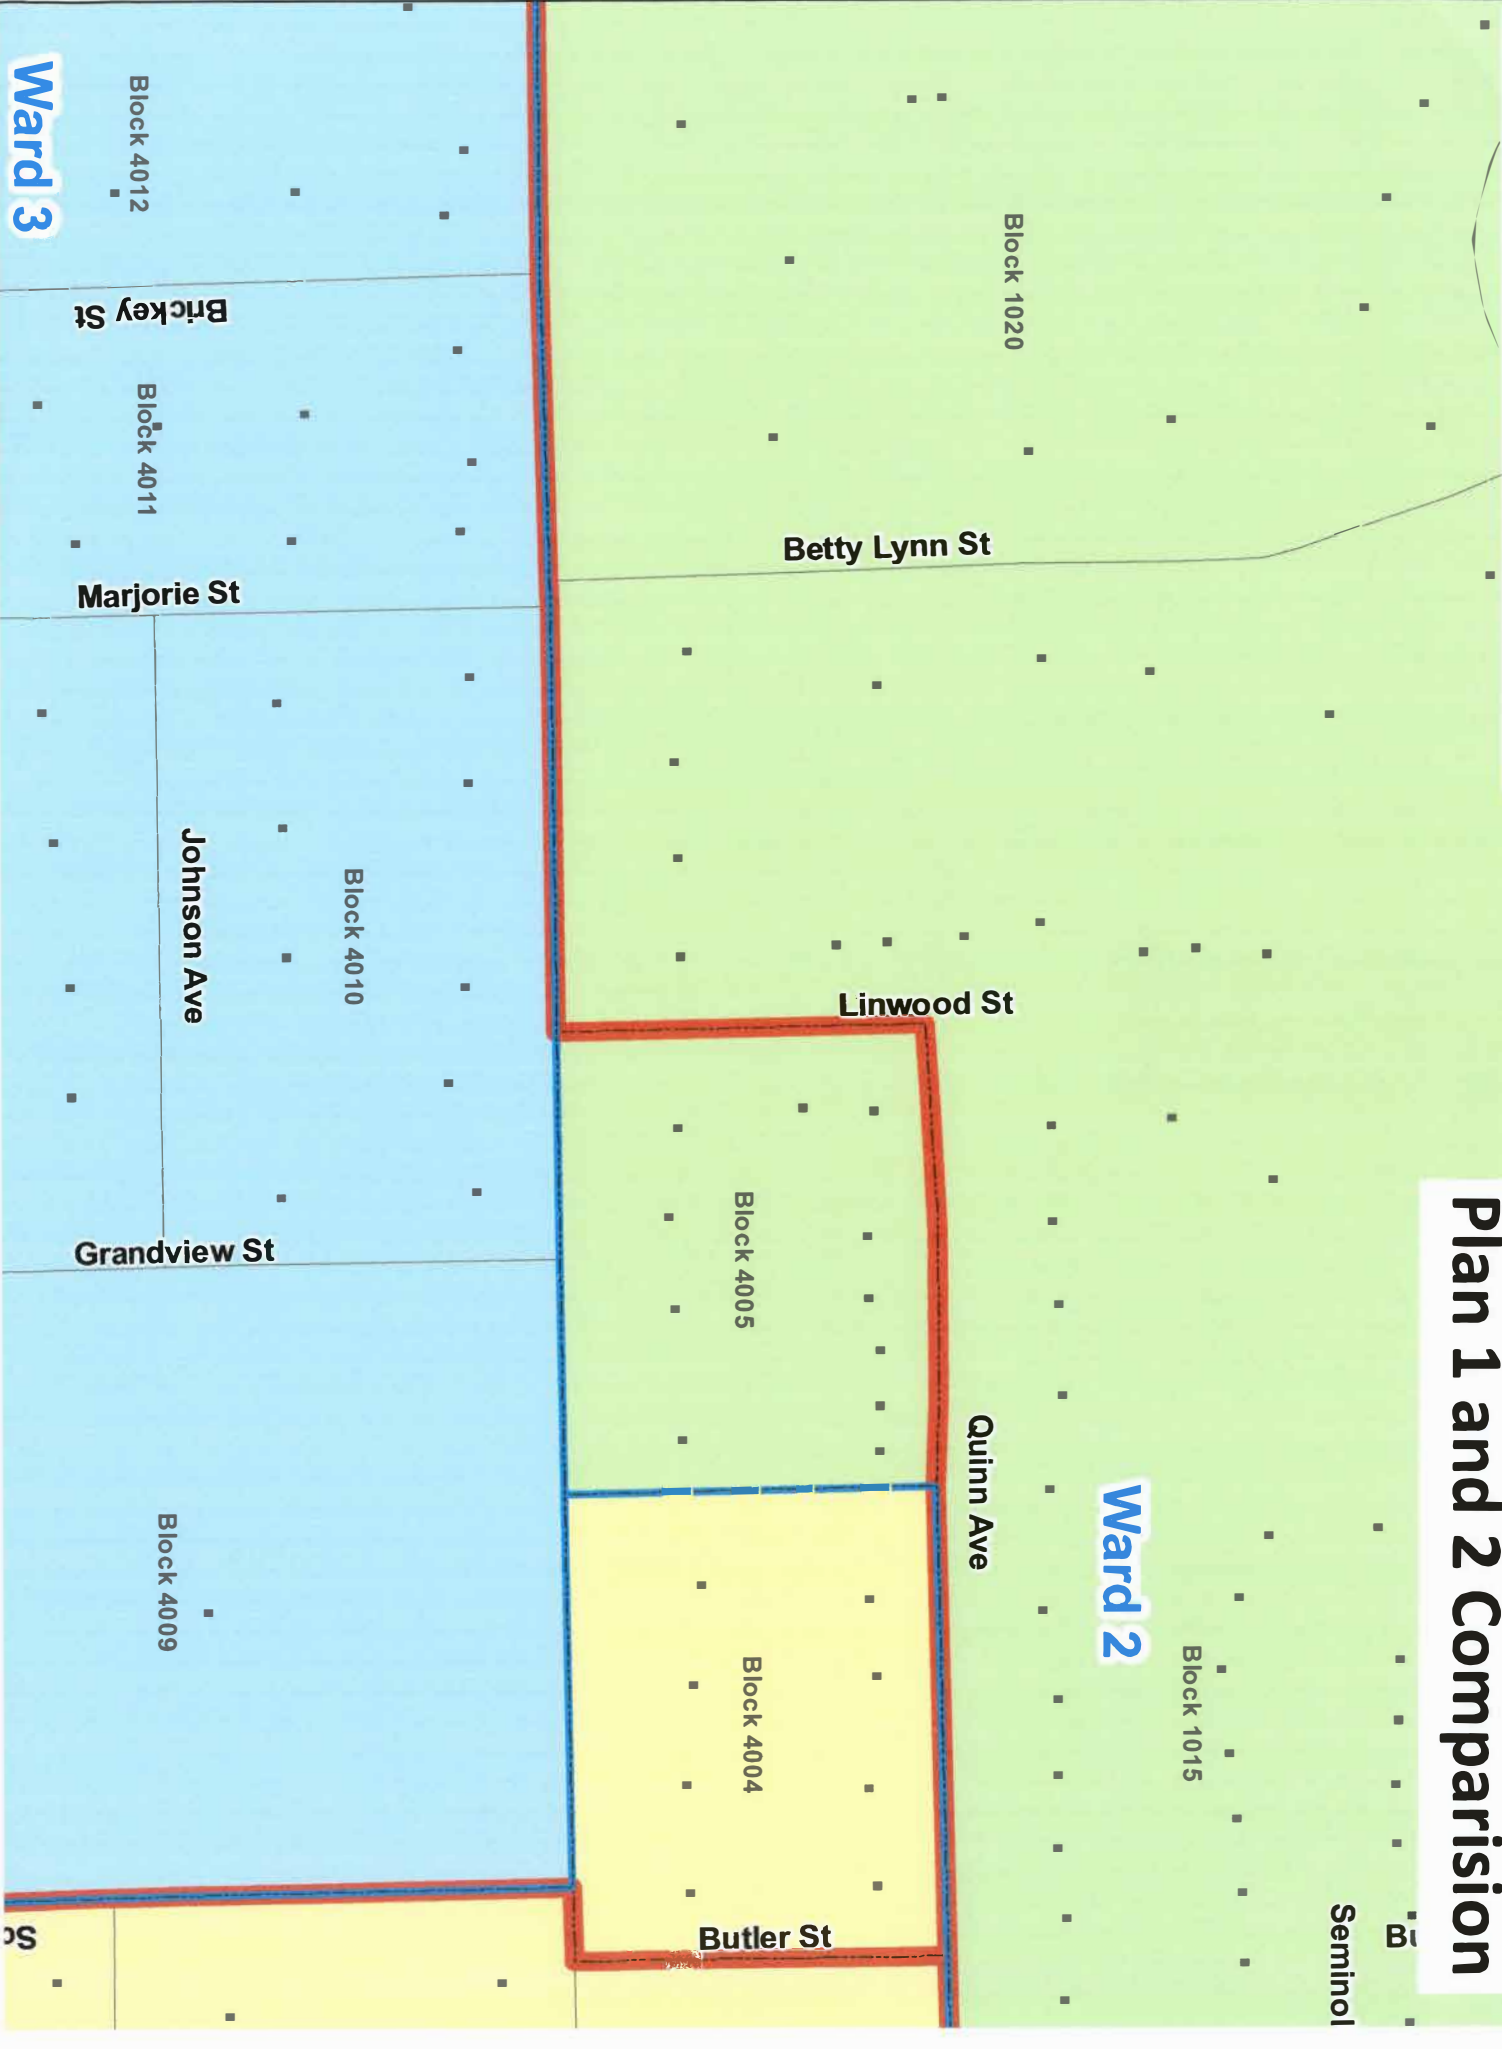 Plan 1 and 2 Comparision
Seminol
Ward 2
Block 1015
Block 1020
Quinn Ave
Betty Lynn St
Linwood St
Block 4005
Block 4004
Butler St
Block 4010
Johnson Ave
Block 4009
Block 4012
Block 4011
Brickey St
Marjorie St
Grandview St
Ward 3